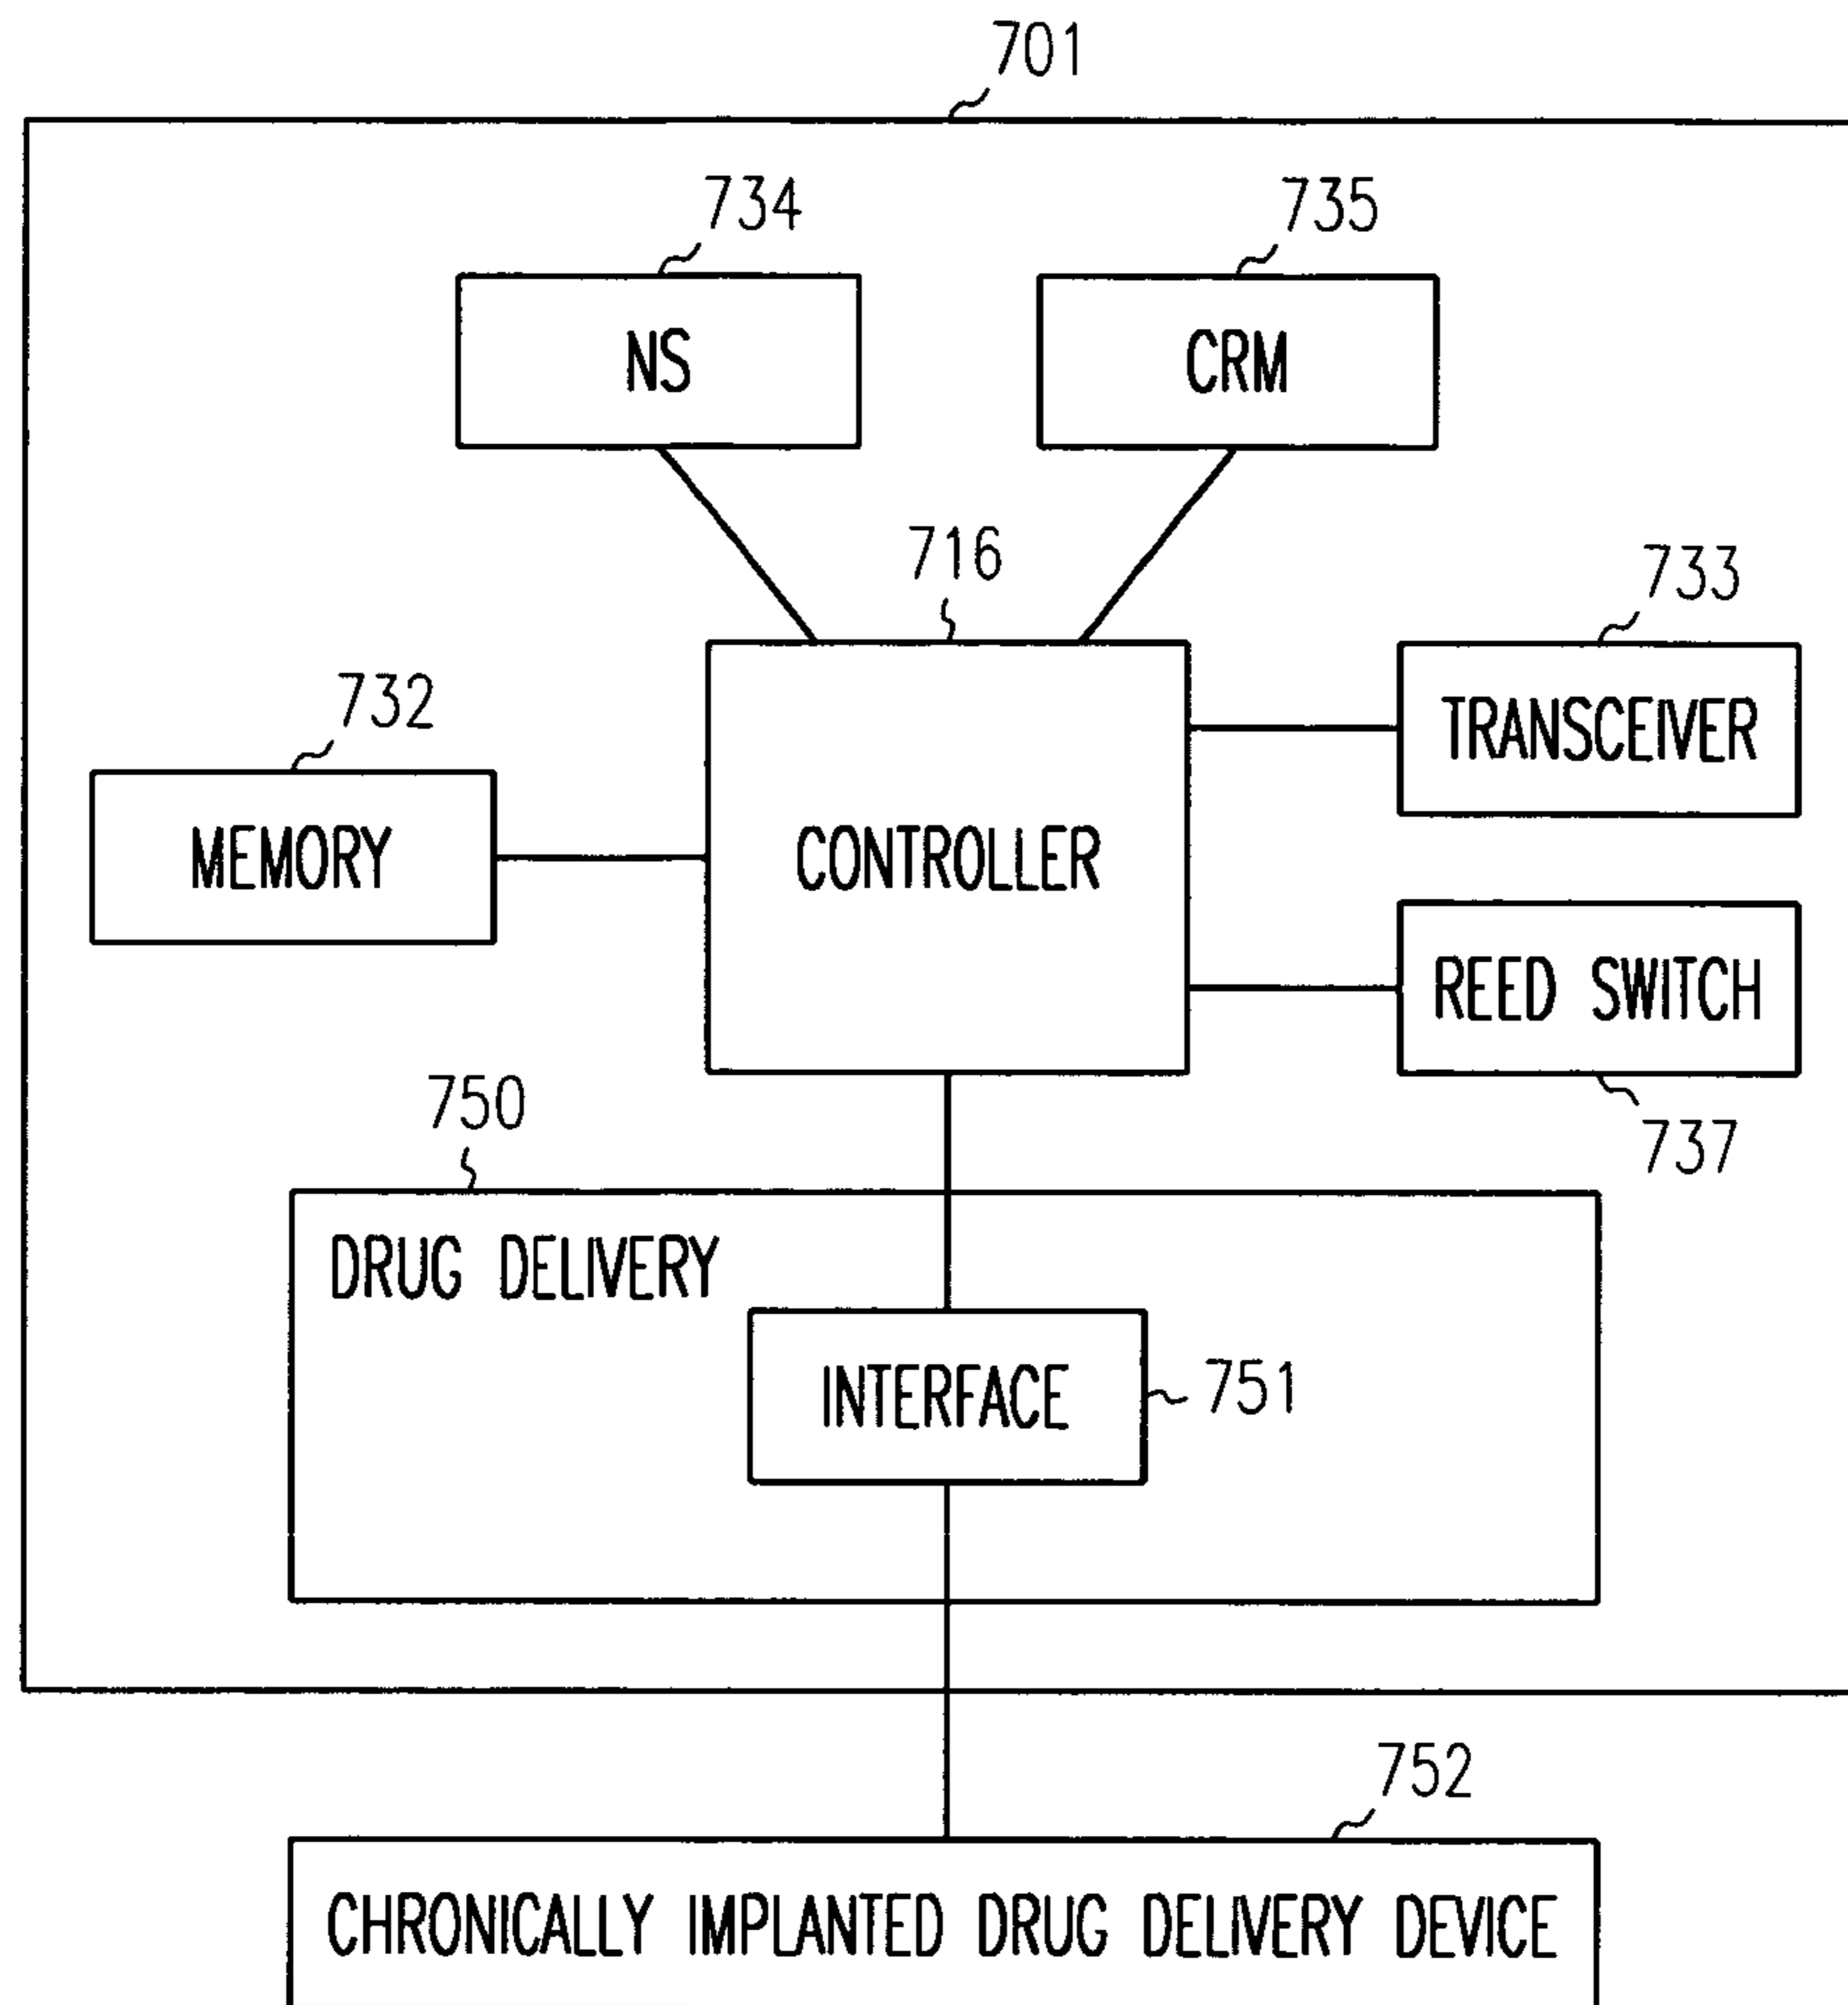 701
734
735
NS
CRM
716
733
732
TRANSCEIVER
MEMORY
CONTROLLER
REED SWITCH
750
737
DRUG DELIVERY
INTERFACE
751
752
CHRONICALLY IMPLANTED DRUG DELIVERY DEVICE